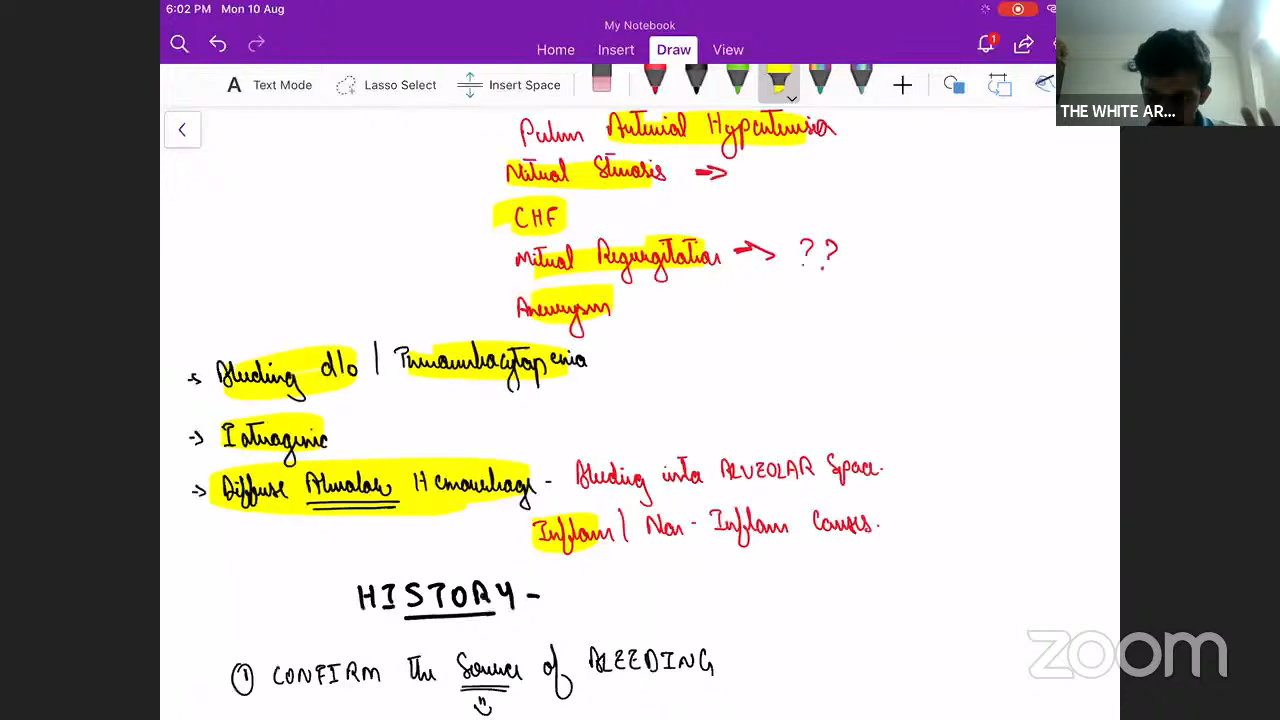 6:02 PM Mon 10 Aug
My Notebook
Home Insert Draw View
1
A Text Mode Lasso Select Insert Space
THE WHITE AR...
Pulm Arterial Hypertension
Mitral Stenosis →
CHF
Mitral Regurgitation → ??
Aneurysm
→ Bleeding d/o | Thrombocytopenia
→ Iatrogenic
→ Diffuse Alveolar Hemorrhage - Bleeding into ALVEOLAR Space.
Inflam | Non-Inflam Causes.
HISTORY -
① CONFIRM the Source of BLEEDING
zoom